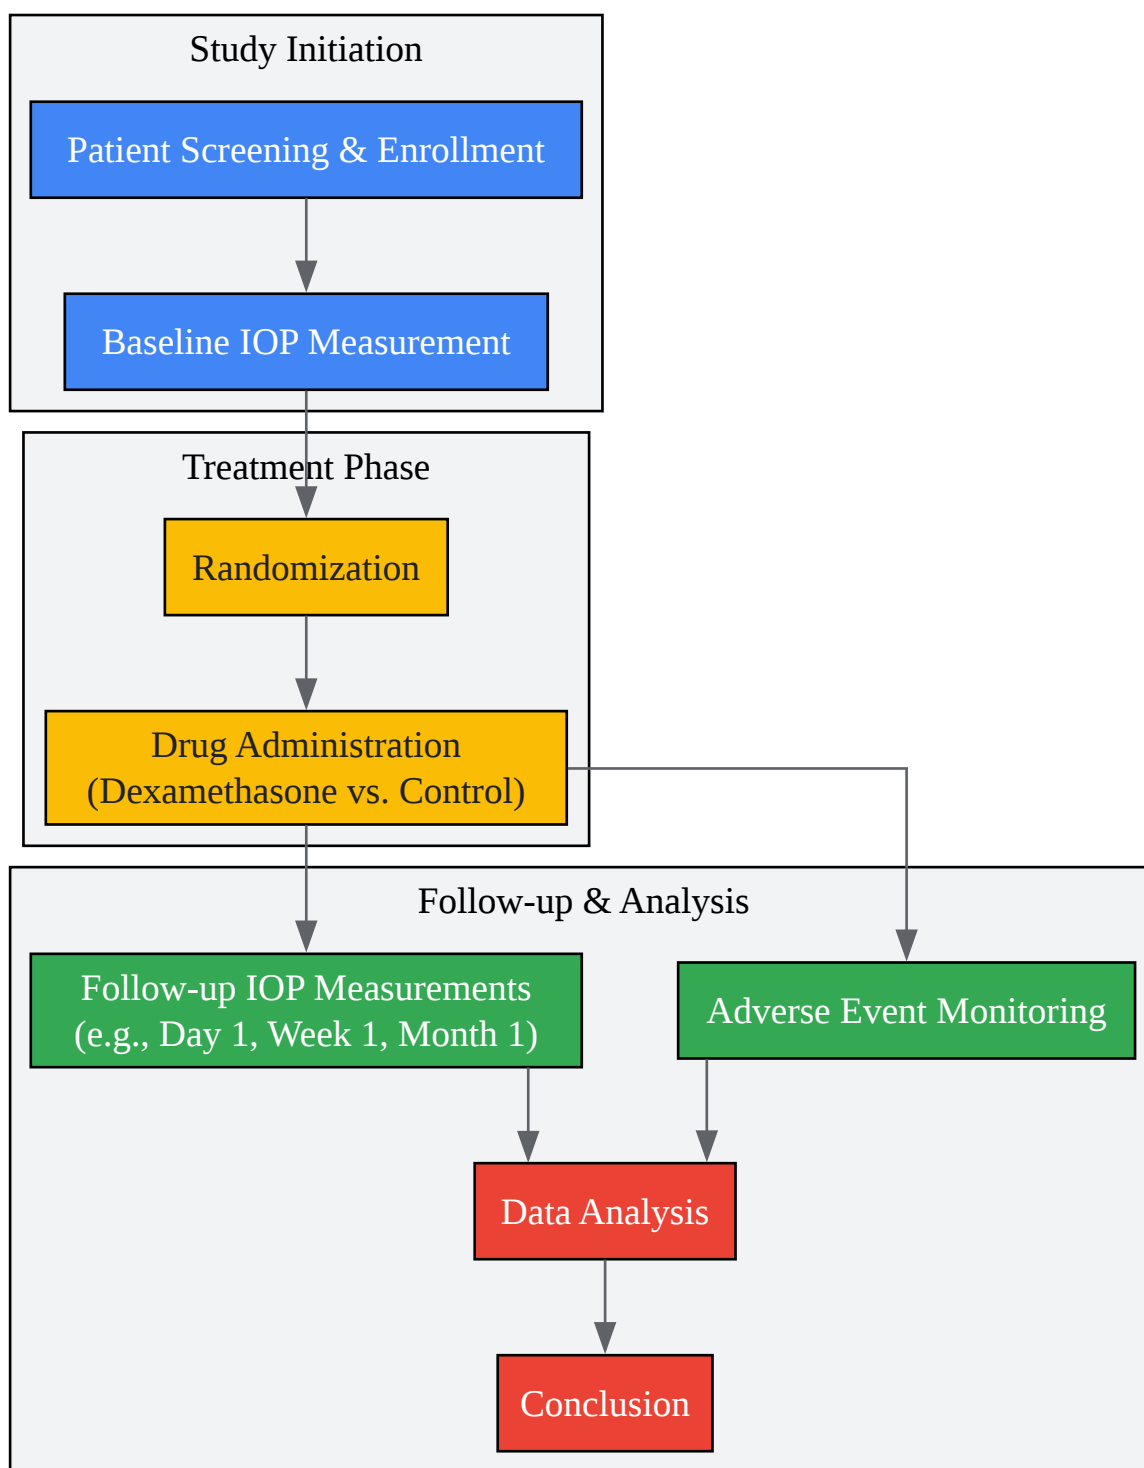 Study Initiation
Patient Screening & Enrollment
Baseline IOP Measurement
Treatment Phase
Randomization
Drug Administration
(Dexamethasone vs. Control)
Follow-up & Analysis
Follow-up IOP Measurements
(e.g., Day 1, Week 1, Month 1)
Adverse Event Monitoring
Data Analysis
Conclusion